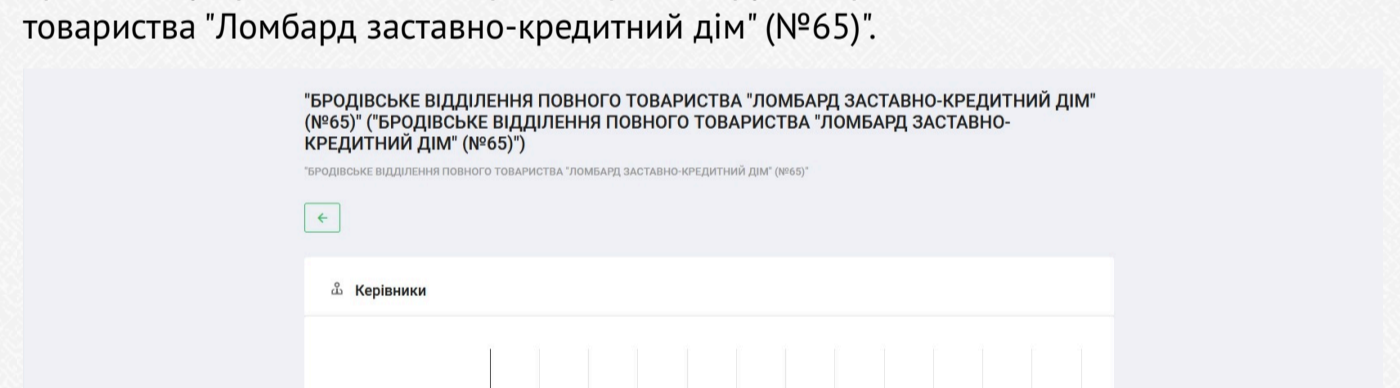 товариства "Ломбард заставно-кредитний дім" (№65)".
"БРОДІВСЬКЕ ВІДДІЛЕННЯ ПОВНОГО ТОВАРИСТВА "ЛОМБАРД ЗАСТАВНО-КРЕДИТНИЙ ДІМ"
(№65)" ("БРОДІВСЬКЕ ВІДДІЛЕННЯ ПОВНОГО ТОВАРИСТВА "ЛОМБАРД ЗАСТАВНО-
КРЕДИТНИЙ ДІМ" (№65)")
"БРОДІВСЬКЕ ВІДДІЛЕННЯ ПОВНОГО ТОВАРИСТВА "ЛОМБАРД ЗАСТАВНО-КРЕДИТНИЙ ДІМ" (№65)"
Керівники